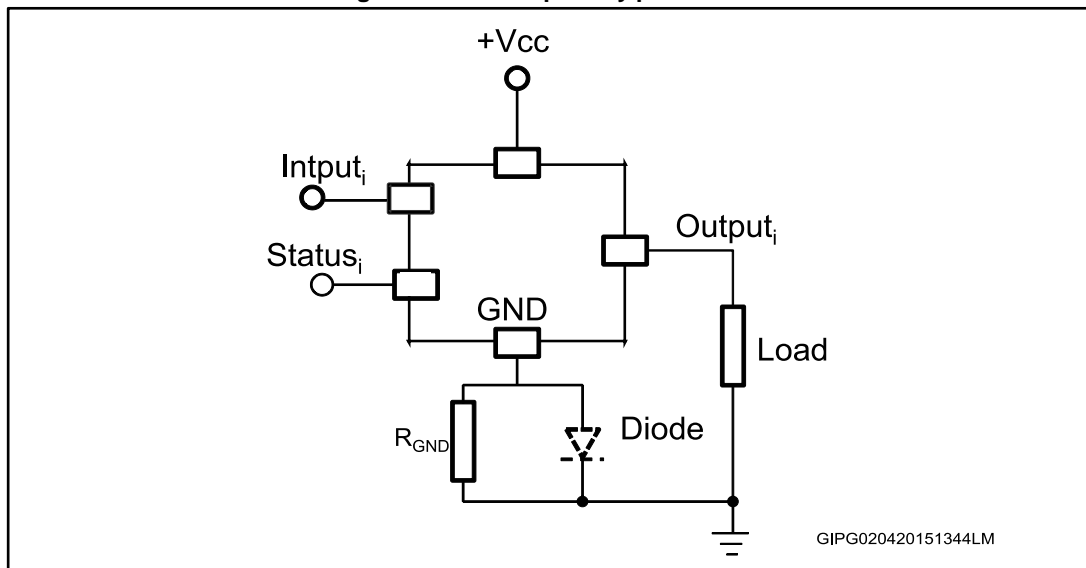 +Vcc
Intputi
Statusi
Outputi
GND
Load
RGND
Diode
GIPG020420151344LM